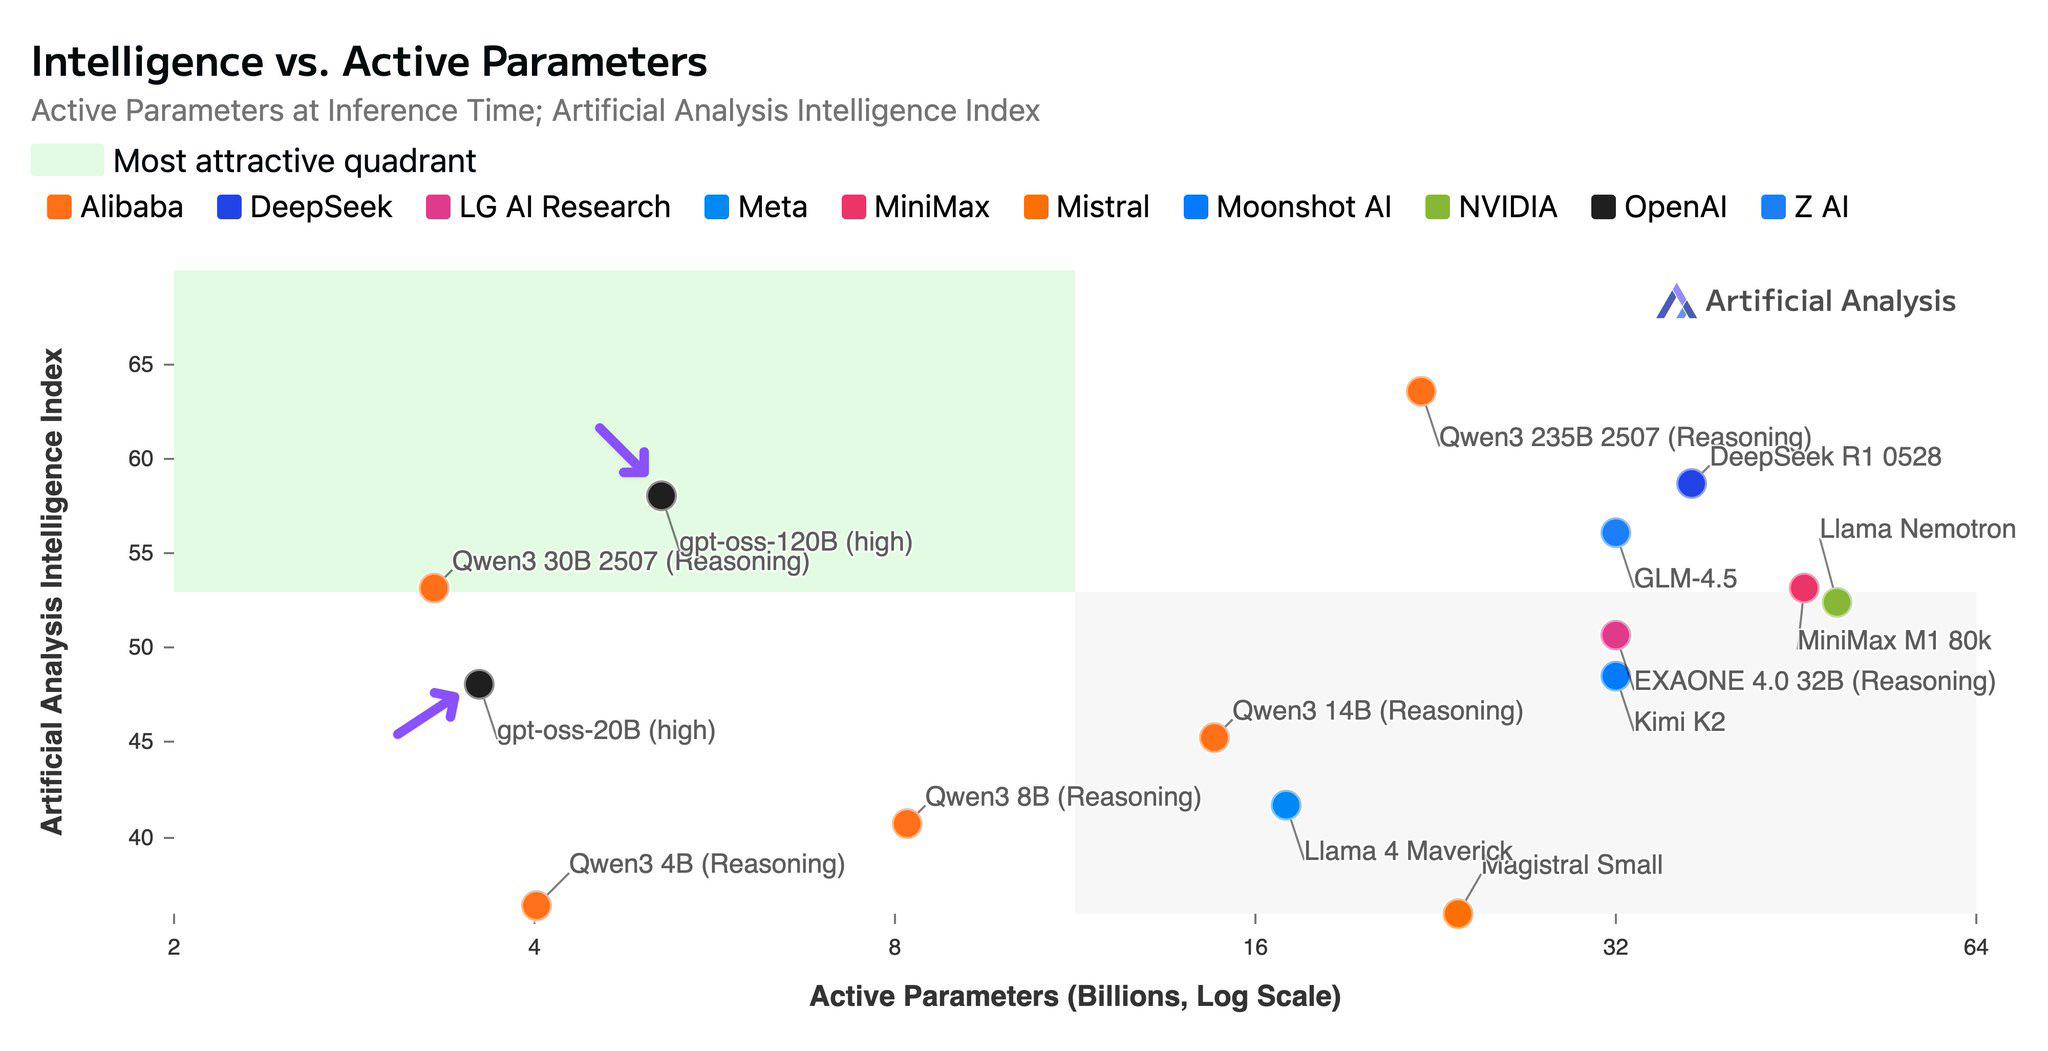 Intelligence vs. Active Parameters
Active Parameters at Inference Time; Artificial Analysis Intelligence Index
Most attractive quadrant
Alibaba DeepSeek LG AI Research Meta MiniMax Mistral Moonshot AI NVIDIA OpenAI Z AI
Artificial Analysis
Artificial Analysis Intelligence Index
65
60
55
50
45
40
Qwen3 235B 2507 (Reasoning)
DeepSeek R1 0528
Llama Nemotron
gpt-oss-120B (high)
Qwen3 30B 2507 (Reasoning)
GLM-4.5
MiniMax M1 80k
EXAONE 4.0 32B (Reasoning)
Qwen3 14B (Reasoning)
Kimi K2
gpt-oss-20B (high)
Qwen3 8B (Reasoning)
Llama 4 Maverick
Qwen3 4B (Reasoning)
Magistral Small
2 4 8 16 32 64
Active Parameters (Billions, Log Scale)